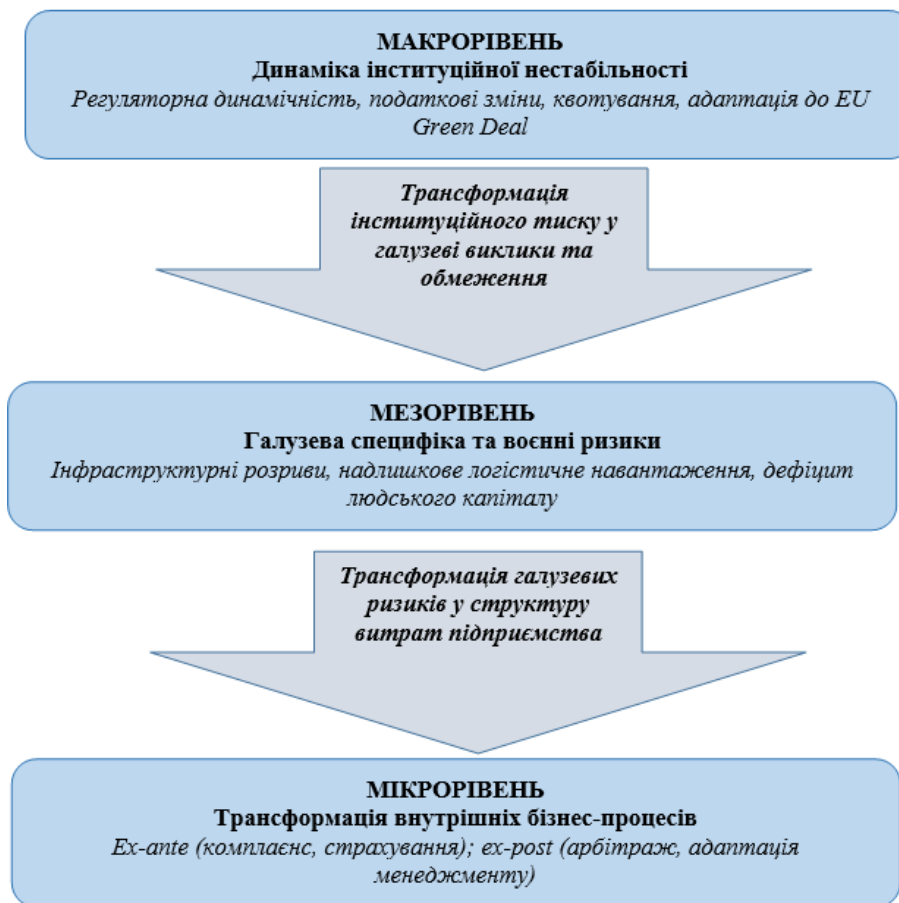 МАКРОРІВЕНЬ
Динаміка інституційної нестабільності
Регуляторна динамічність, податкові зміни, квотування, адаптація до EU
Green Deal
Трансформація
інституційного тиску у
галузеві виклики та
обмеження
МЕЗОРІВЕНЬ
Галузева специфіка та воєнні ризики
Інфраструктурні розриви, надлишкове логістичне навантаження, дефіцит
людського капіталу
Трансформація галузевих
ризиків у структуру
витрат підприємства
МІКРОРІВЕНЬ
Трансформація внутрішніх бізнес-процесів
Ex-ante (комплаєнс, страхування); ex-post (арбітраж, адаптація
менеджменту)